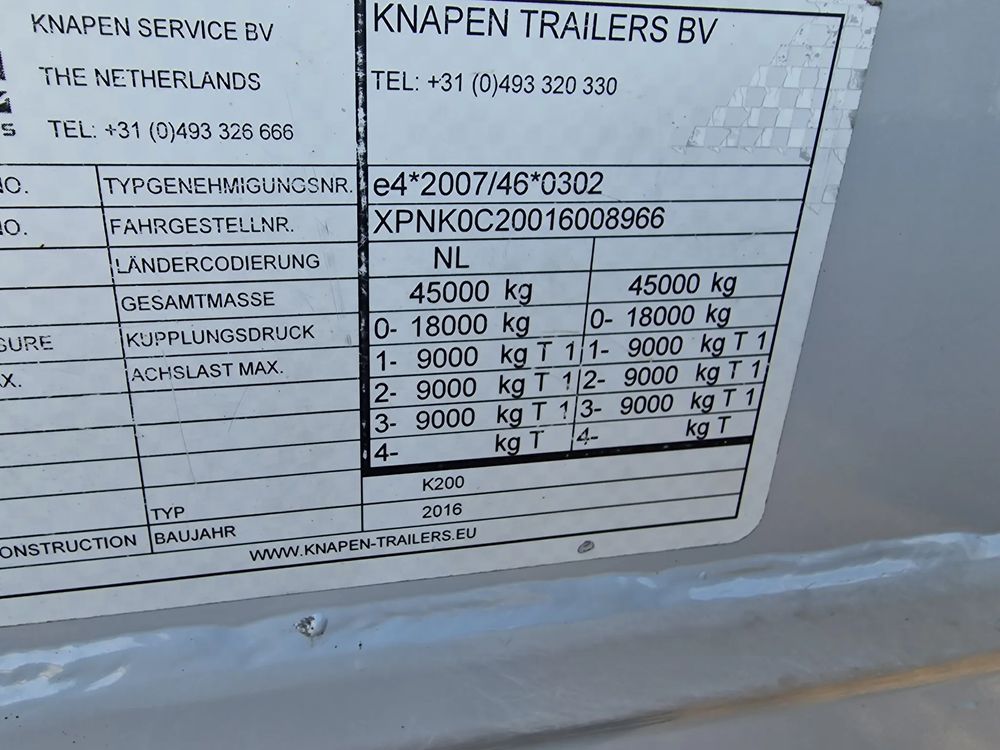 KNAPEN SERVICE BV
THE NETHERLANDS
TEL: +31 (0)493 326 666
KNAPEN TRAILERS BV
TEL: +31 (0)493 320 330
NO. TYPGENEHMIGUNGSNR. e4*2007/46*0302
NO. FAHRGESTELLNR. XPNK0C20016008966
LÄNDERCODIERUNG NL
GESAMTMASSE 45000 kg 45000 kg
SURE KUPPLUNGSDRUCK 0- 18000 kg 0- 18000 kg
X. ACHSLAST MAX. 1- 9000 kg T 1 1- 9000 kg T 1
2- 9000 kg T 1 2- 9000 kg T 1
3- 9000 kg T 1 3- 9000 kg T 1
4- kg T 4- kg T
TYP K200
ONSTRUCTION BAUJAHR 2016
WWW.KNAPEN-TRAILERS.EU